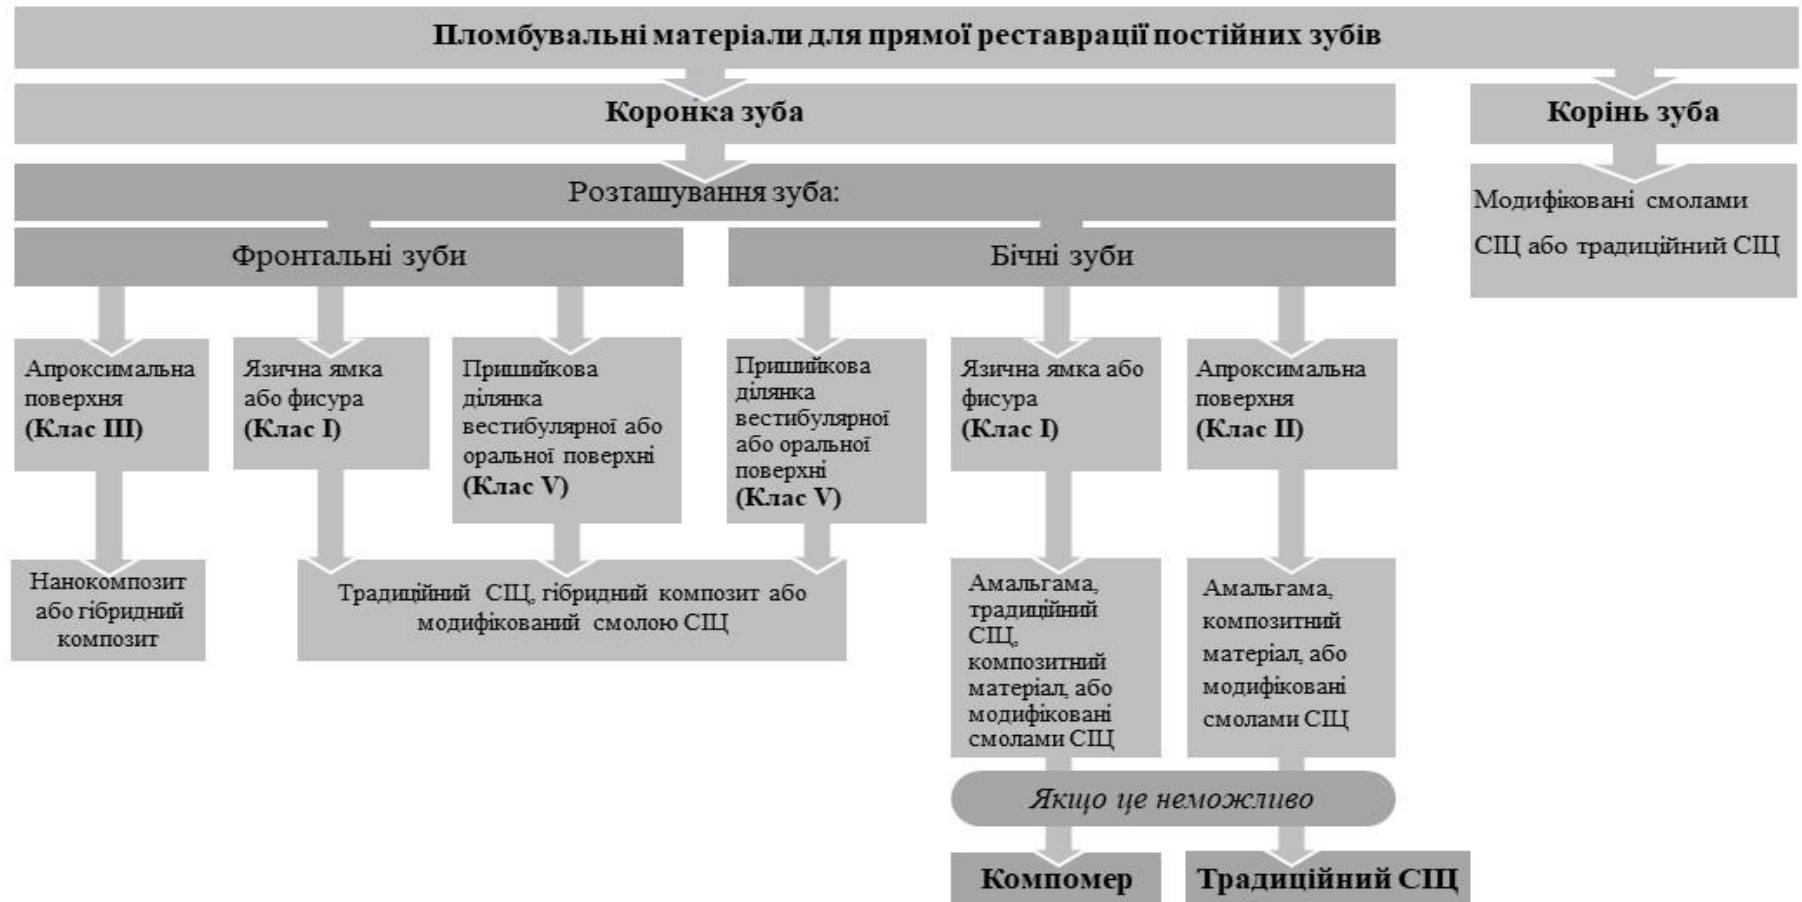 Пломбувальні матеріали для прямої реставрації постійних зубів
Коронка зуба
Корінь зуба
Розташування зуба:
Модифіковані смолами
СІЦ або традиційний СІЦ
Фронтальні зуби
Бічні зуби
Апроксимальна
поверхня
(Клас III)
Язична ямка
або фисура
(Клас I)
Пришийкова
ділянка
вестибулярної або
оральної поверхні
(Клас V)
Пришийкова
ділянка
вестибулярної
або оральної
поверхні
(Клас V)
Язична ямка або
фисура
(Клас I)
Апроксимальна
поверхня
(Клас II)
Нанокомпозит
або гібридний
композит
Традиційний СІЦ, гібридний композит або
модифікований смолою СІЦ
Амальгама,
традиційний
СІЦ,
композитний
матеріал, або
модифіковані
смолами СІЦ
Амальгама,
композитний
матеріал, або
модифіковані
смолами СІЦ
Якщо це неможливо
Компомер
Традиційний СІЦ